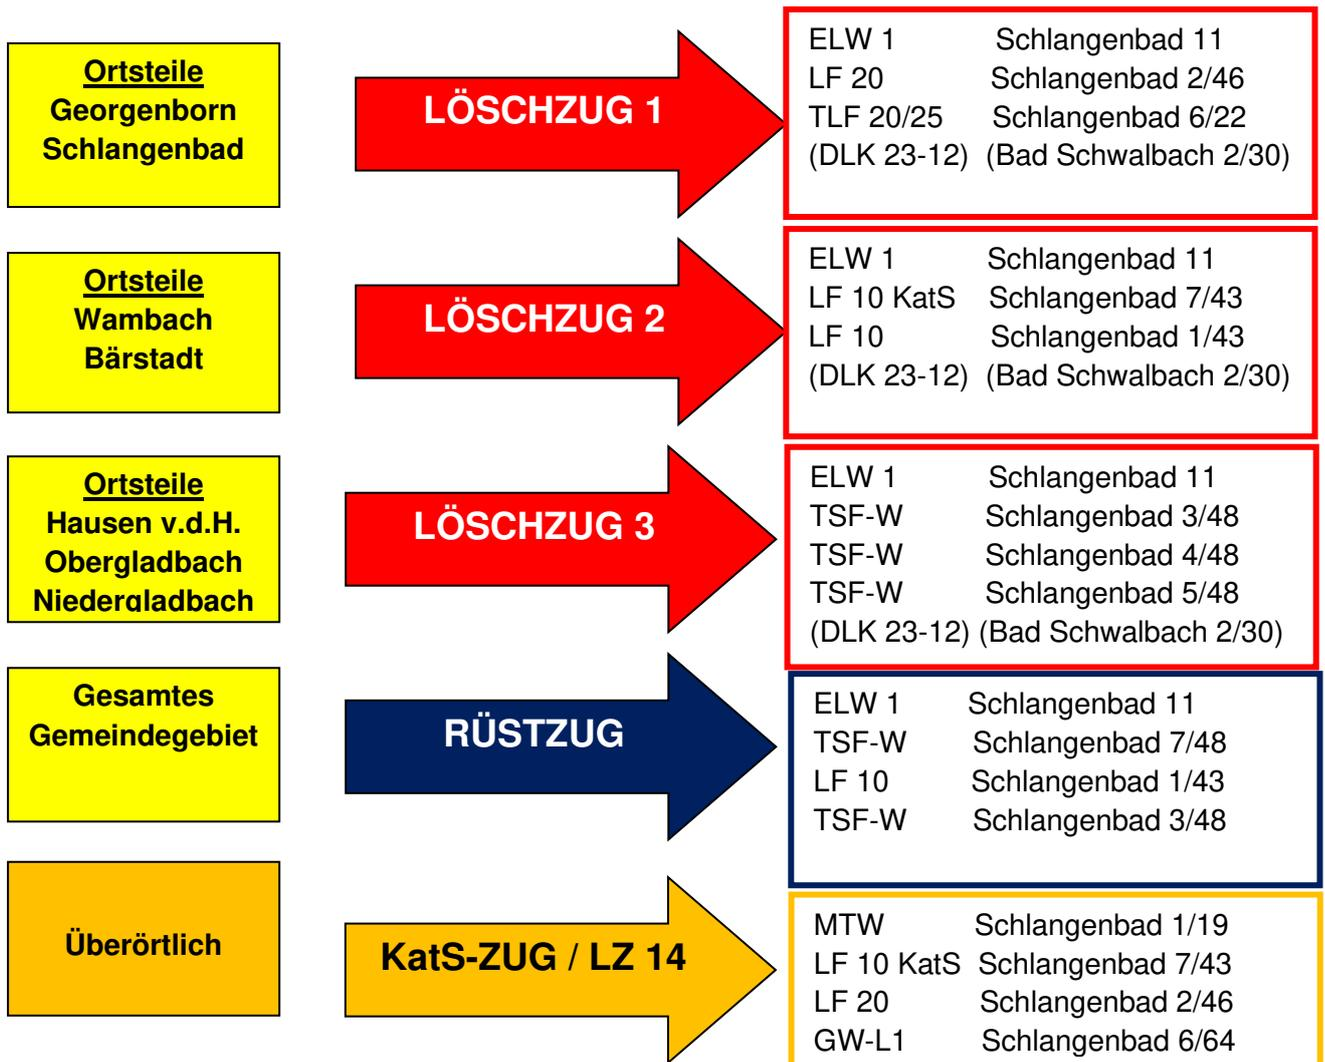 Ortsteile
Georgenborn
Schlangenbad
LÖSCHZUG 1
ELW 1 Schlangenbad 11
LF 20 Schlangenbad 2/46
TLF 20/25 Schlangenbad 6/22
(DLK 23-12) (Bad Schwalbach 2/30)
Ortsteile
Wambach
Bärstadt
LÖSCHZUG 2
ELW 1 Schlangenbad 11
LF 10 KatS Schlangenbad 7/43
LF 10 Schlangenbad 1/43
(DLK 23-12) (Bad Schwalbach 2/30)
Ortsteile
Hausen v.d.H.
Obergladbach
Niedergladbach
LÖSCHZUG 3
ELW 1 Schlangenbad 11
TSF-W Schlangenbad 3/48
TSF-W Schlangenbad 4/48
TSF-W Schlangenbad 5/48
(DLK 23-12) (Bad Schwalbach 2/30)
Gesamtes
Gemeindegebiet
RÜSTZUG
ELW 1 Schlangenbad 11
TSF-W Schlangenbad 7/48
LF 10 Schlangenbad 1/43
TSF-W Schlangenbad 3/48
Überörtlich
KatS-ZUG / LZ 14
MTW Schlangenbad 1/19
LF 10 KatS Schlangenbad 7/43
LF 20 Schlangenbad 2/46
GW-L1 Schlangenbad 6/64